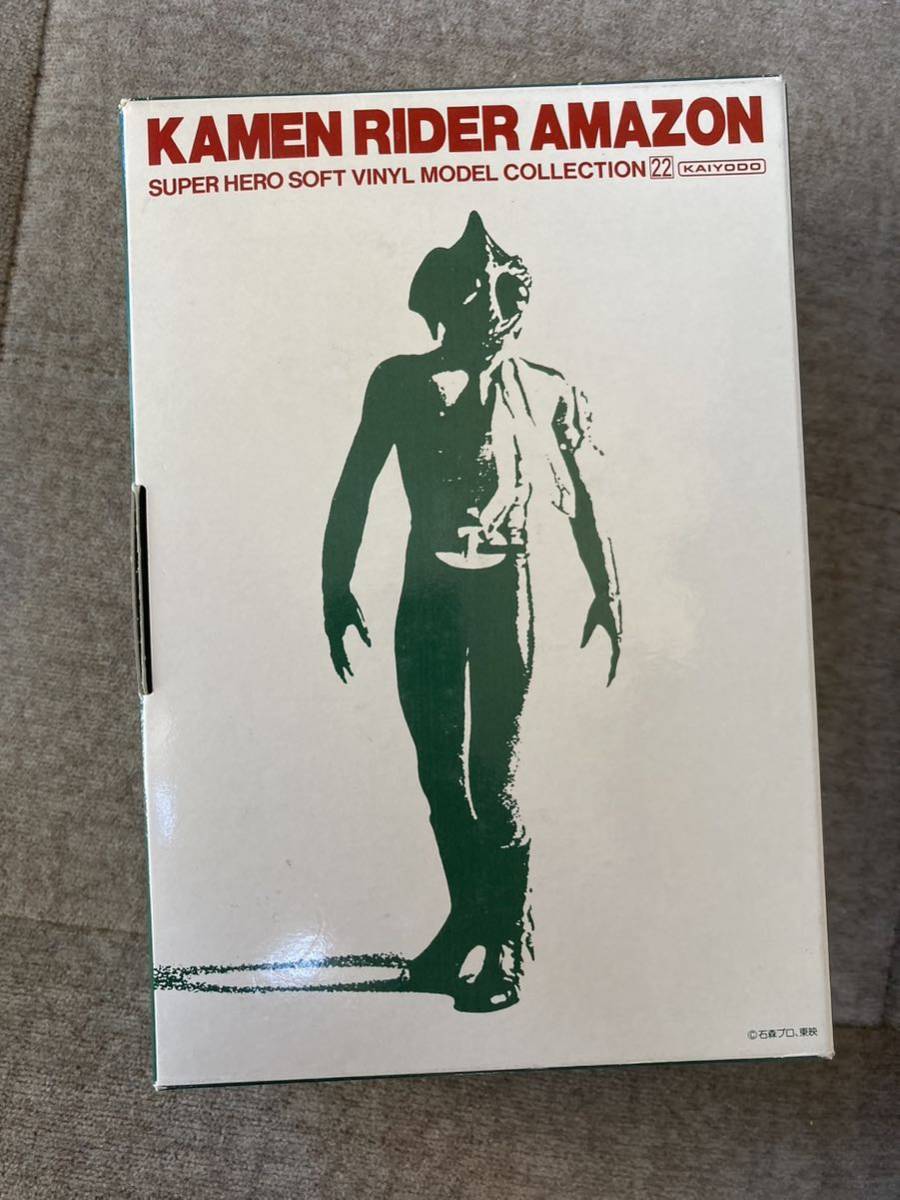 KAMEN RIDER AMAZON
SUPER HERO SOFT VINYL MODEL COLLECTION 22 KAIYODO
©石森プロ、東映